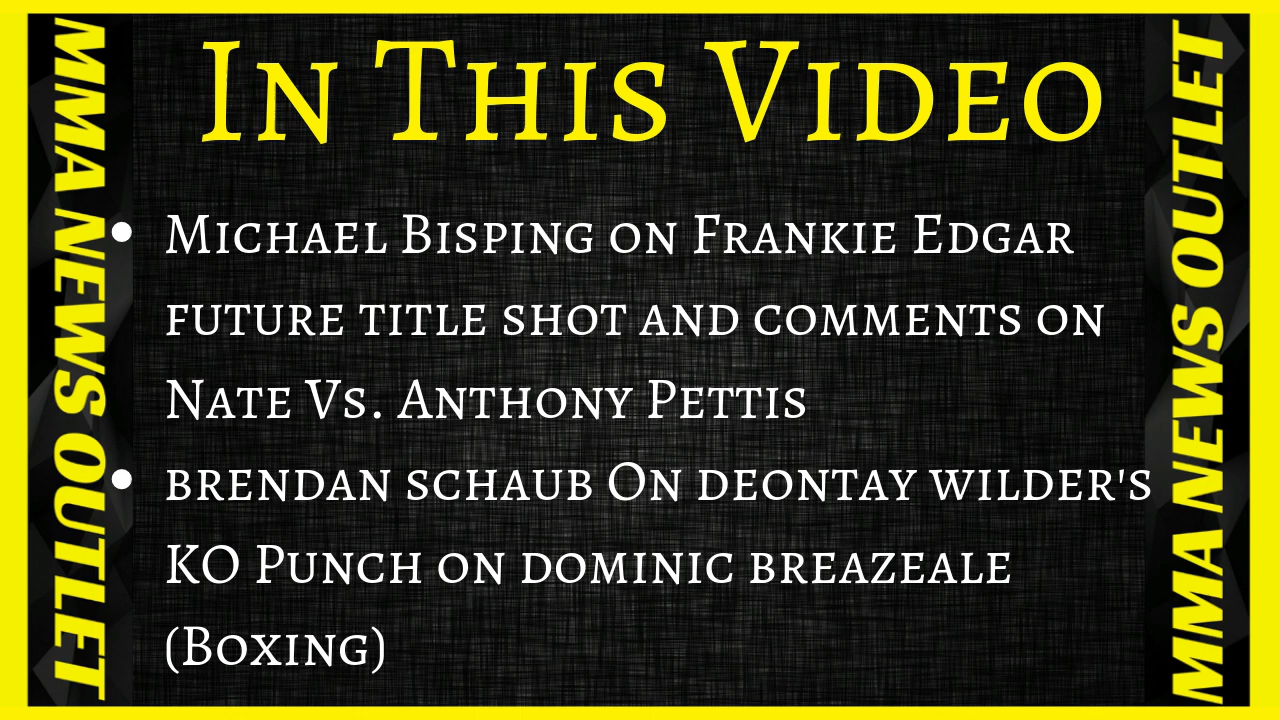 MMA NEWS OUTLET
In This Video
• Michael Bisping on Frankie Edgar
future title shot and comments on
Nate Vs. Anthony Pettis
• brendan schaub On deontay wilder's
KO Punch on dominic breazeale
(Boxing)
MMA NEWS OUTLET